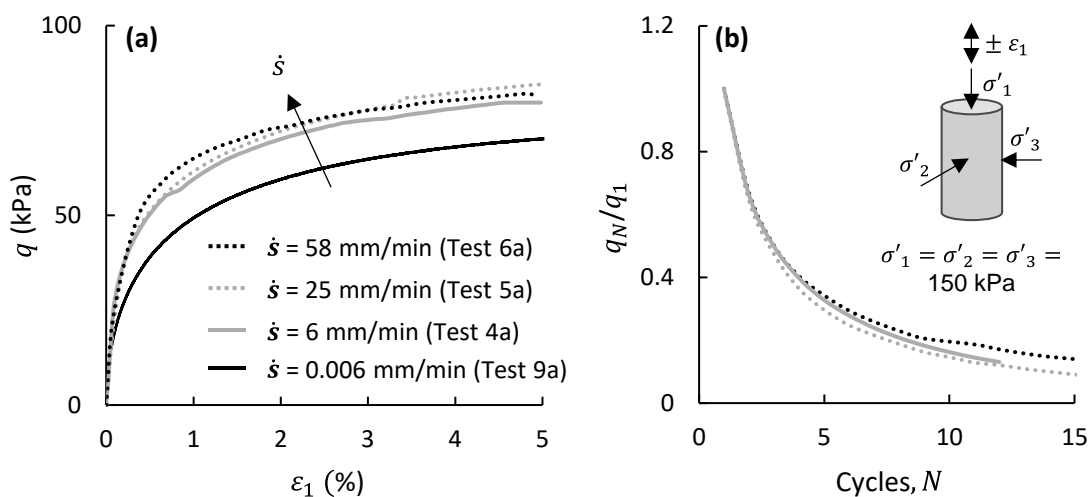 (a)
q (kPa)
100
50
0
ṡ
ṡ = 58 mm/min (Test 6a)
ṡ = 25 mm/min (Test 5a)
ṡ = 6 mm/min (Test 4a)
ṡ = 0.006 mm/min (Test 9a)
0 1 2 3 4 5
ε₁ (%)
(b)
q_N/q₁
1.2
0.8
0.4
0
± ε₁
σ′₁
σ′₃
σ′₂
σ′₁ = σ′₂ = σ′₃ =
150 kPa
0 5 10 15
Cycles, N